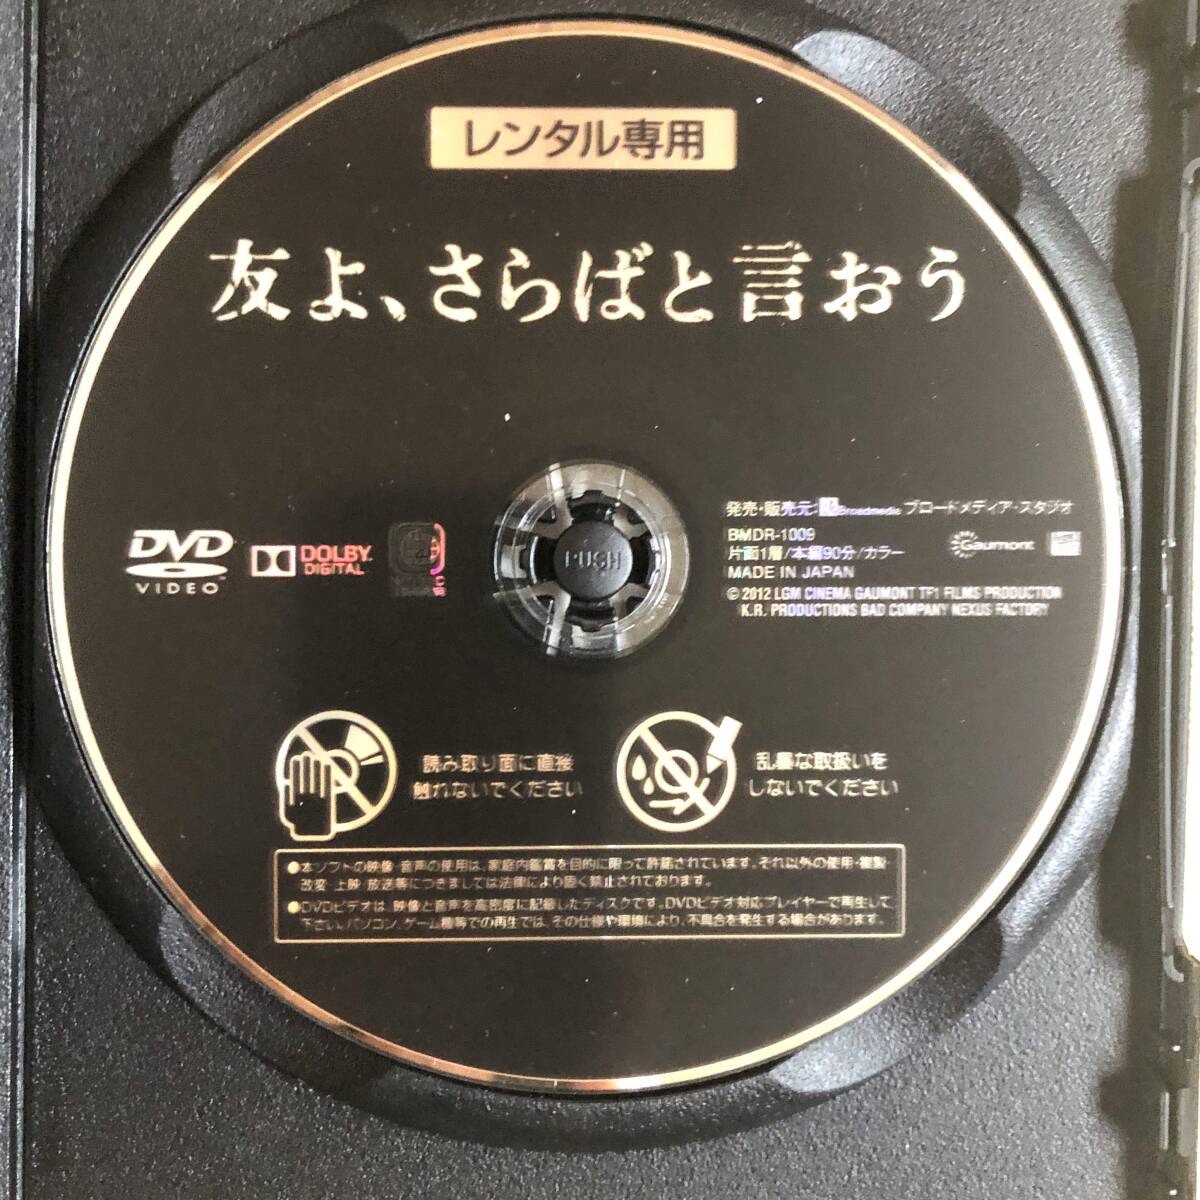 レンタル専用
友よ、さらばと言おう
DVD
VIDEO
DOLBY
DIGITAL
PUSH
発売・販売元:Broadmedia ブロードメディア・スタジオ
BMDR-1009
片面1層/本編90分/カラー
MADE IN JAPAN
© 2012 LGM CINEMA GAUMONT TF1 FILMS PRODUCTION
K.R. PRODUCTIONS BAD COMPANY NEXUS FACTORY
Gaumont
読み取り面に直接
触れないでください
乱暴な取扱いを
しないでください
●本ソフトの映像・音声の使用は、家庭内鑑賞を目的に限って許諾されています。それ以外の使用・複製・
改変・上映・放送等につきましては法律により固く禁止されております。
●DVDビデオは、映像と音声を高密度に記録したディスクです。DVDビデオ対応プレイヤーで再生して
下さい。パソコン、ゲーム機等での再生では、その仕様や環境により、不具合を発生する場合があります。